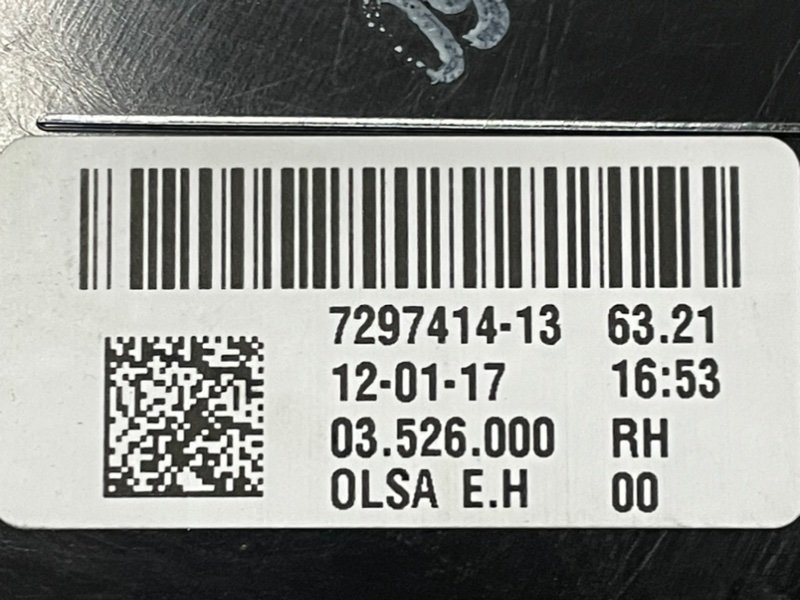 7297414-13 63.21
12-01-17 16:53
03.526.000 RH
OLSA E.H 00